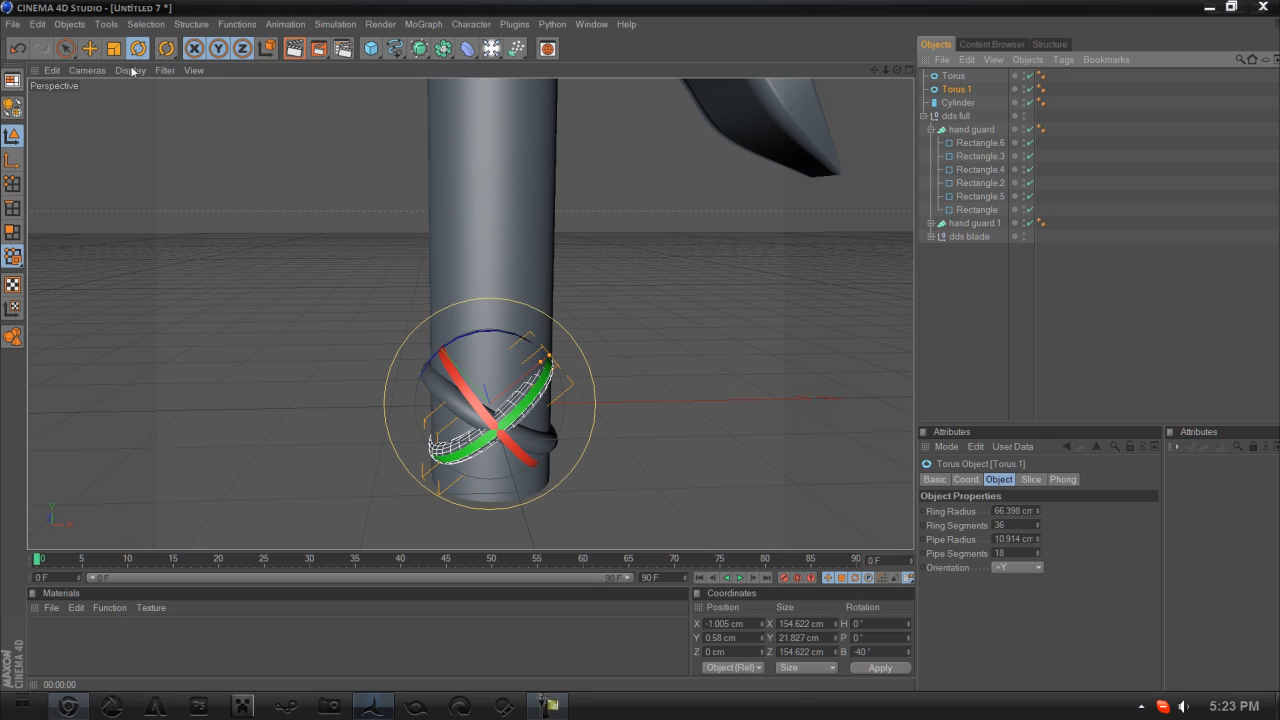 CINEMA 4D Studio - [Untitled 7 *]
File Edit Objects Tools Selection Structure Functions Animation Simulation Render MoGraph Character Plugins Python Window Help
Edit Cameras Display Filter View
Perspective
Objects Content Browser Structure
File Edit View Objects Tags Bookmarks
Torus
Torus.1
Cylinder
dds full
hand guard
Rectangle.6
Rectangle.3
Rectangle.4
Rectangle.2
Rectangle.5
Rectangle
hand guard.1
dds blade
Attributes
Mode Edit User Data
Torus Object [Torus.1]
Basic Coord. Object Slice Phong
Object Properties
Ring Radius 66.398 cm
Ring Segments 36
Pipe Radius 10.914 cm
Pipe Segments 18
Orientation +Y
Attributes
0 5 10 15 20 25 30 35 40 45 50 55 60 65 70 75 80 85 90 0 F
0 F 0 F 90 F 90 F
Materials
File Edit Function Texture
Coordinates
Position Size Rotation
X -1.005 cm X 154.622 cm H 0 °
Y 0.58 cm Y 21.827 cm P 0 °
Z 0 cm Z 154.622 cm B -40 °
Object (Rel) Size Apply
MAXON CINEMA 4D
00:00:00
Y
X
Ps
5:23 PM